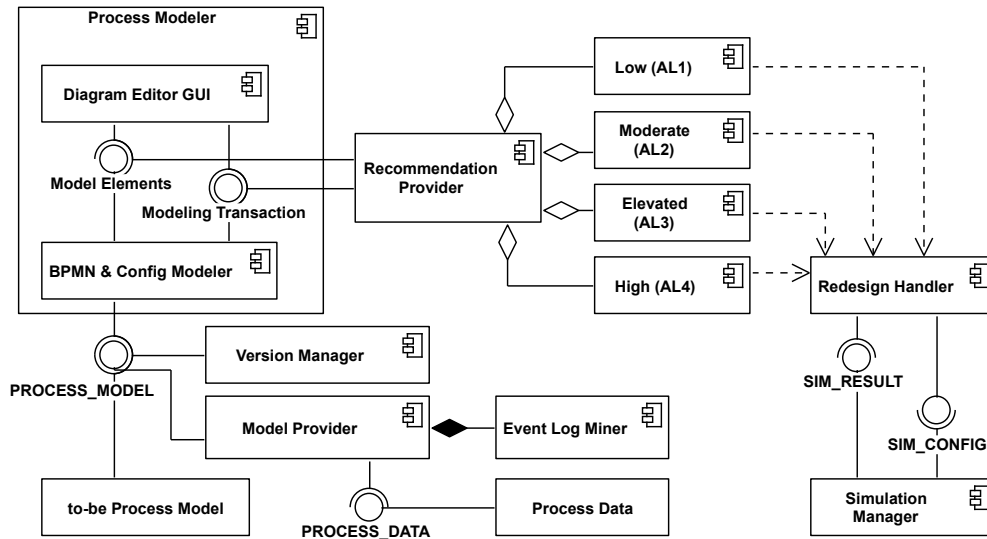 Process Modeler
Diagram Editor GUI
Model Elements
Modeling Transaction
BPMN & Config Modeler
Recommendation
Provider
Low (AL1)
Moderate
(AL2)
Elevated
(AL3)
High (AL4)
Redesign Handler
PROCESS_MODEL
Version Manager
Model Provider
Event Log Miner
SIM_RESULT
SIM_CONFIG
to-be Process Model
PROCESS_DATA
Process Data
Simulation
Manager